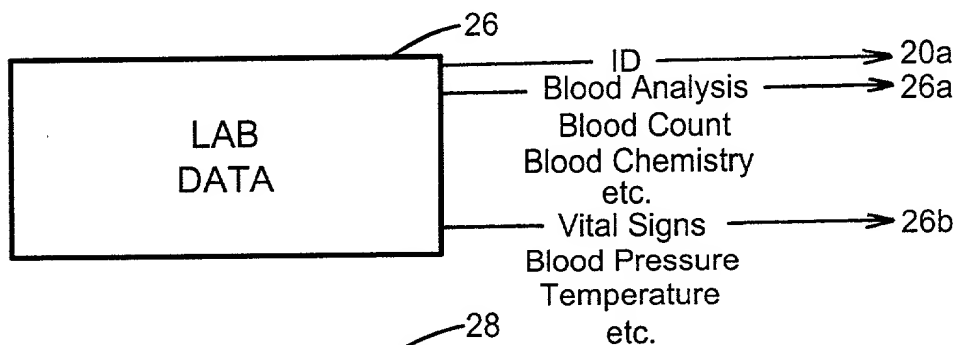 26
LAB
DATA
ID 20a
Blood Analysis 26a
Blood Count
Blood Chemistry
etc.
Vital Signs 26b
Blood Pressure
Temperature
etc.
28